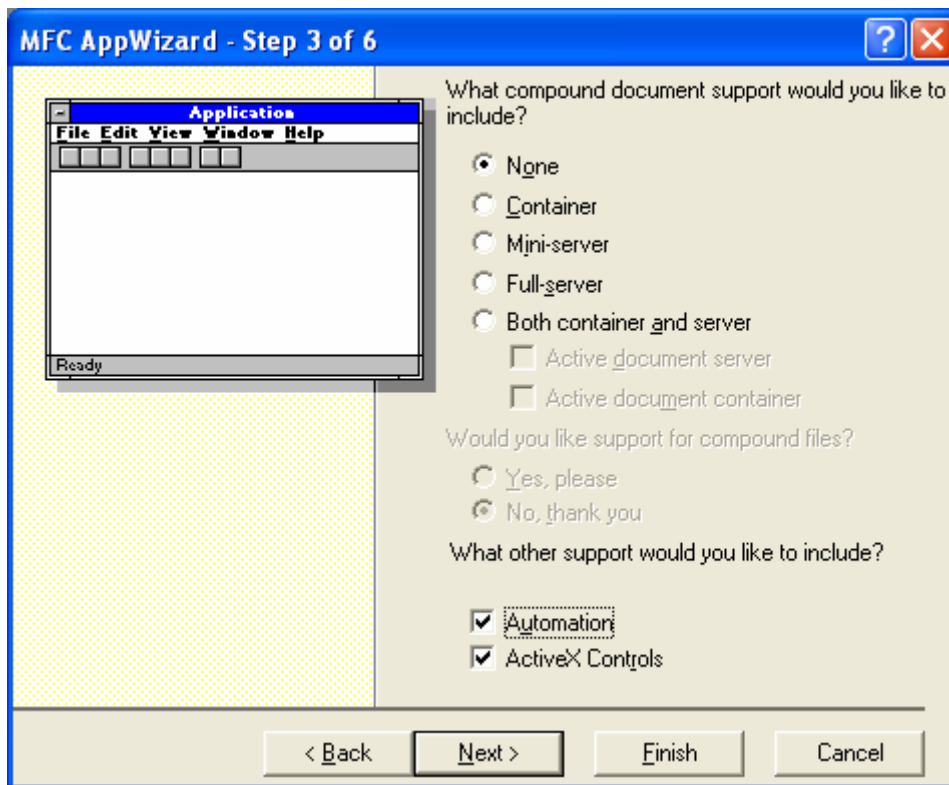 MFC AppWizard - Step 3 of 6
Application
File Edit View Window Help
Ready
What compound document support would you like to
include?
None
Container
Mini-server
Full-server
Both container and server
Active document server
Active document container
Would you like support for compound files?
Yes, please
No, thank you
What other support would you like to include?
Automation
ActiveX Controls
< Back
Next >
Finish
Cancel